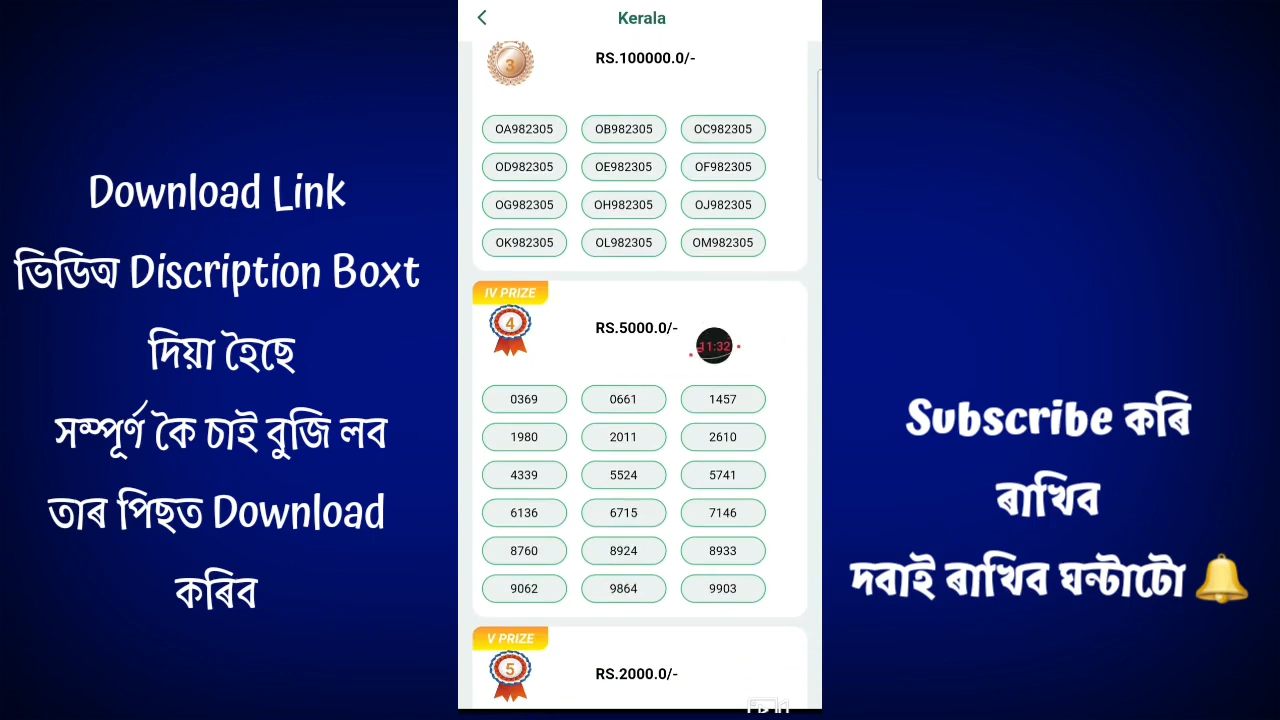 Download Link
ভিডিঅ Discription Boxt
দিয়া হৈছে
সম্পূৰ্ণ কৈ চাই বুজি লব
তাৰ পিছত Download
কৰিব
Kerala
3
RS.100000.0/-
OA982305 OB982305 OC982305
OD982305 OE982305 OF982305
OG982305 OH982305 OJ982305
OK982305 OL982305 OM982305
IV PRIZE
4
RS.5000.0/-
11:32
0369 0661 1457
1980 2011 2610
4339 5524 5741
6136 6715 7146
8760 8924 8933
9062 9864 9903
V PRIZE
5
RS.2000.0/-
Subscribe কৰি
ৰাখিব
দবাই ৰাখিব ঘন্টাটো 🔔